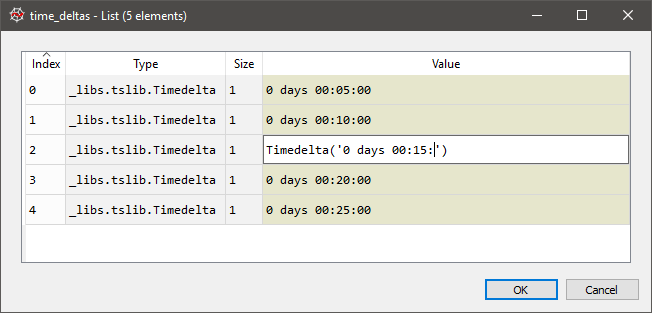 time_deltas - List (5 elements)
Index Type Size Value
0 _libs.tslib.Timedelta 1 0 days 00:05:00
1 _libs.tslib.Timedelta 1 0 days 00:10:00
2 _libs.tslib.Timedelta 1 Timedelta('0 days 00:15:')
3 _libs.tslib.Timedelta 1 0 days 00:20:00
4 _libs.tslib.Timedelta 1 0 days 00:25:00
OK Cancel